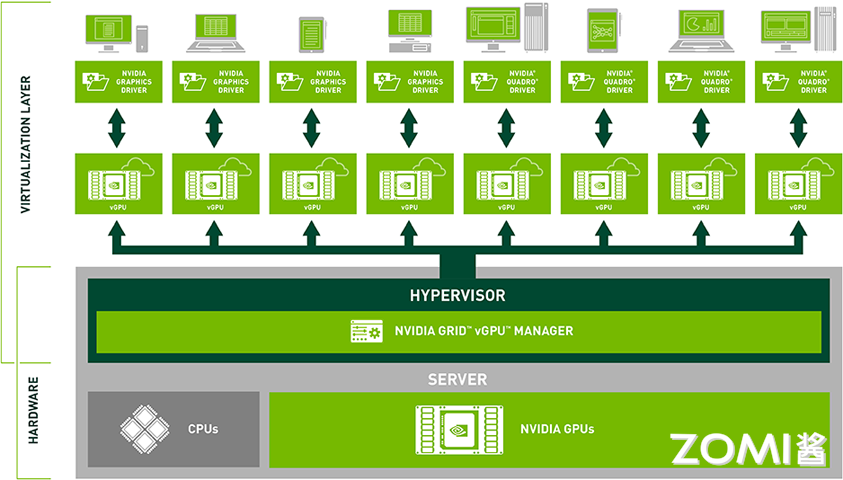 VIRTUALIZATION LAYER
NVIDIA
GRAPHICS
DRIVER
NVIDIA
GRAPHICS
DRIVER
NVIDIA
GRAPHICS
DRIVER
NVIDIA
GRAPHICS
DRIVER
NVIDIA®
QUADRO®
DRIVER
NVIDIA®
QUADRO®
DRIVER
NVIDIA®
QUADRO®
DRIVER
NVIDIA®
QUADRO®
DRIVER
vGPU
vGPU
vGPU
vGPU
vGPU
vGPU
vGPU
vGPU
HYPERVISOR
NVIDIA GRID™ vGPU™ MANAGER
HARDWARE
SERVER
CPUs
NVIDIA GPUs
ZOMI酱